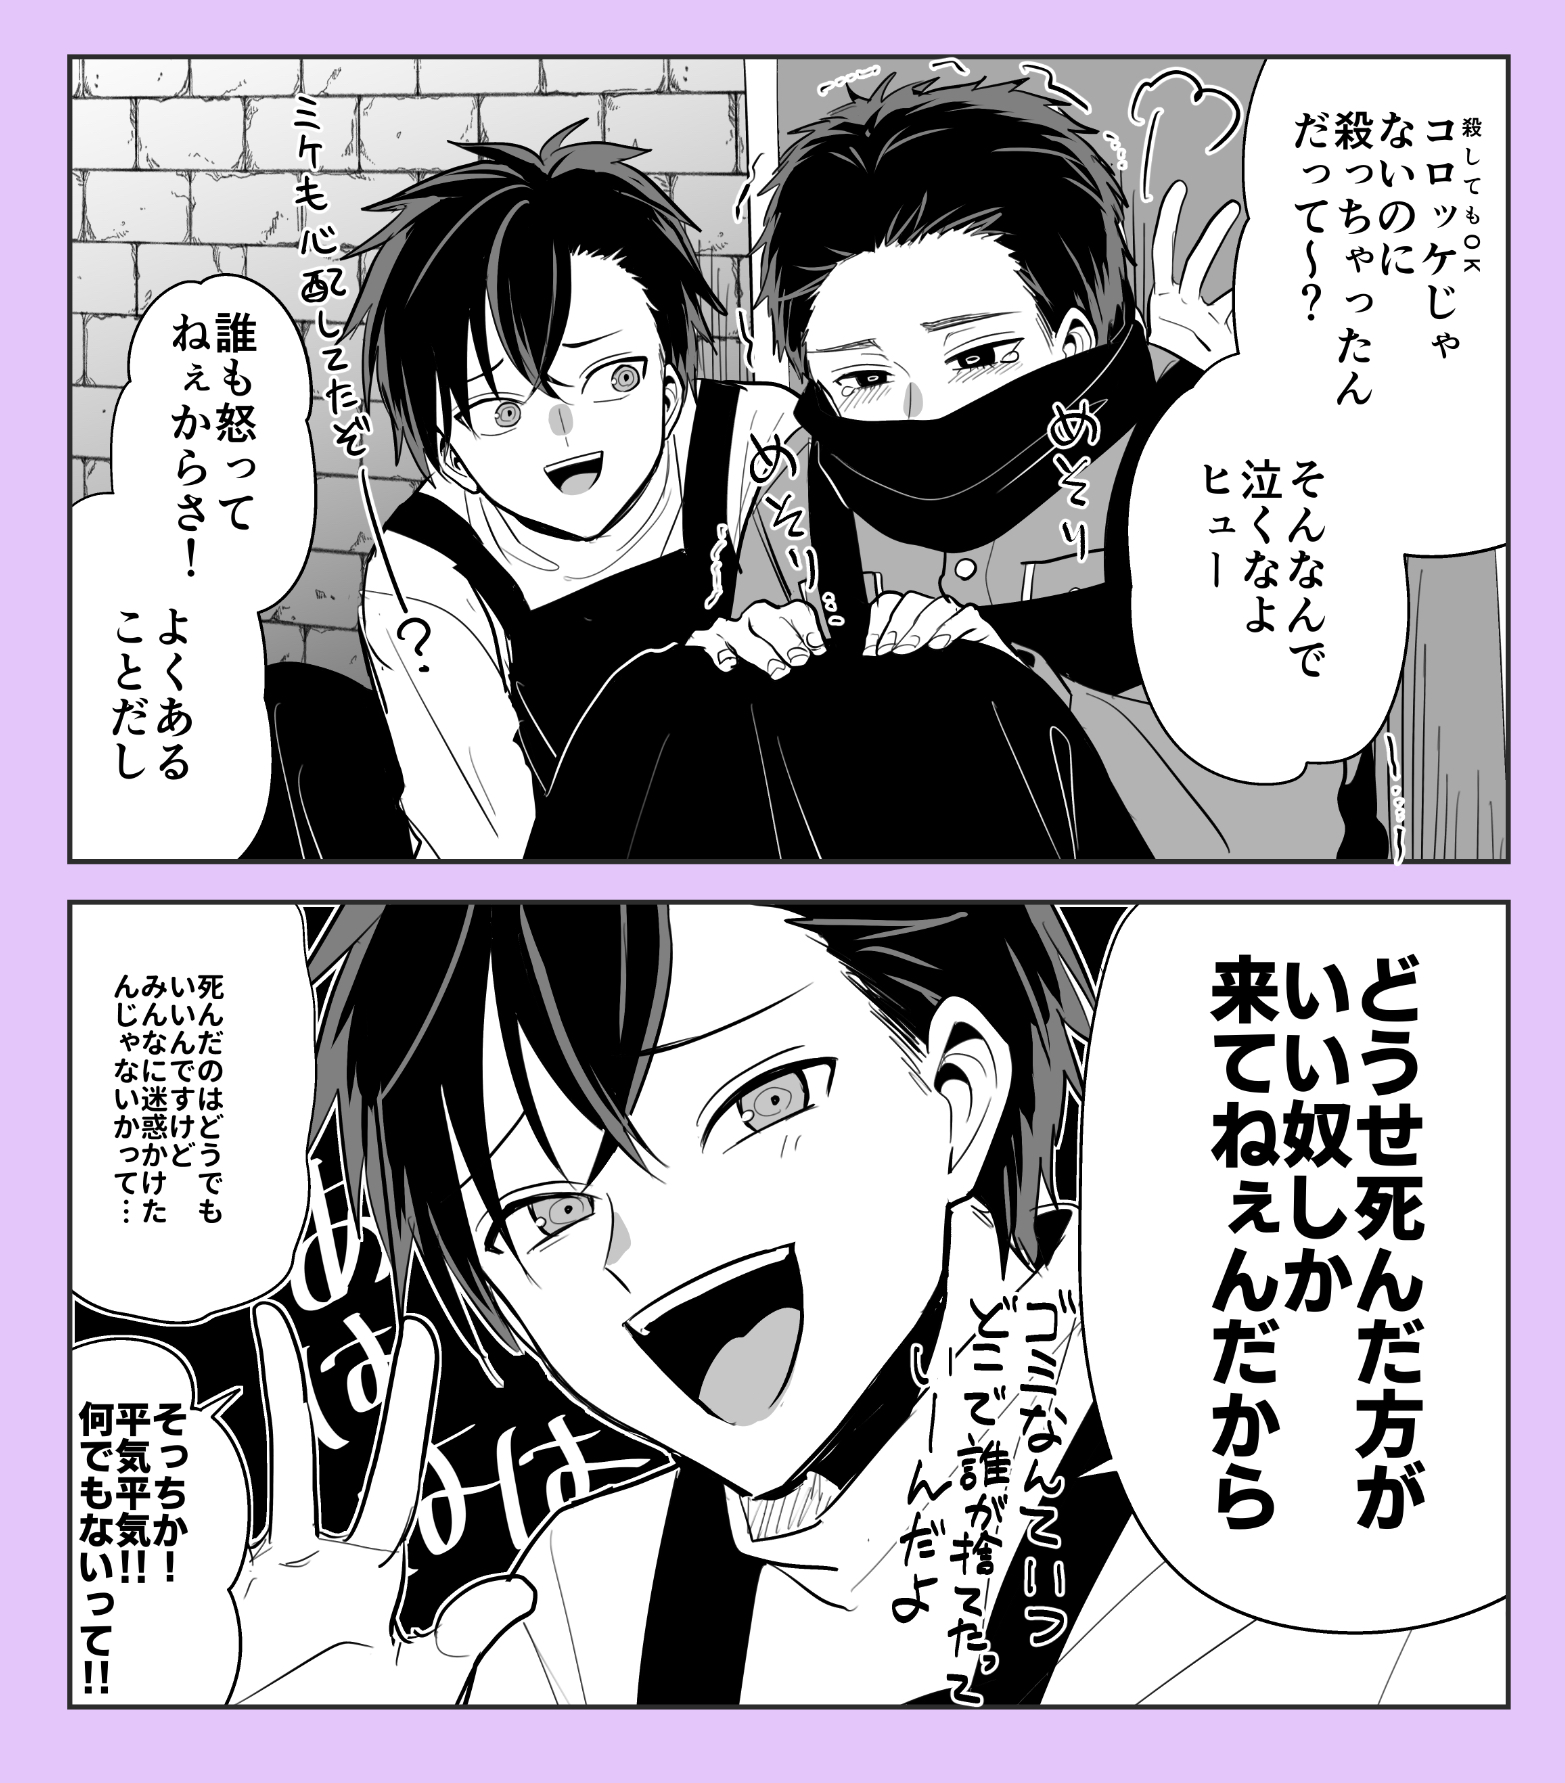 殺してもOK
コロッケじゃ
ないのに
殺っちゃったん
だって～？
そんなんで
泣くなよ
ヒュー
めそり
めそり
ミケも心配してたぞ
？
誰も怒って
ねぇからさ！
よくある
ことだし
どうせ死んだ方が
いい奴しか
来てねぇんだから
ゴミなんていつ
どこで誰が捨てたって
いーんだよ
あははは
死んだのはどうでも
いいんですけど
みんなに迷惑かけた
んじゃないかって…
そっちか！
平気平気!!
何でもないって!!